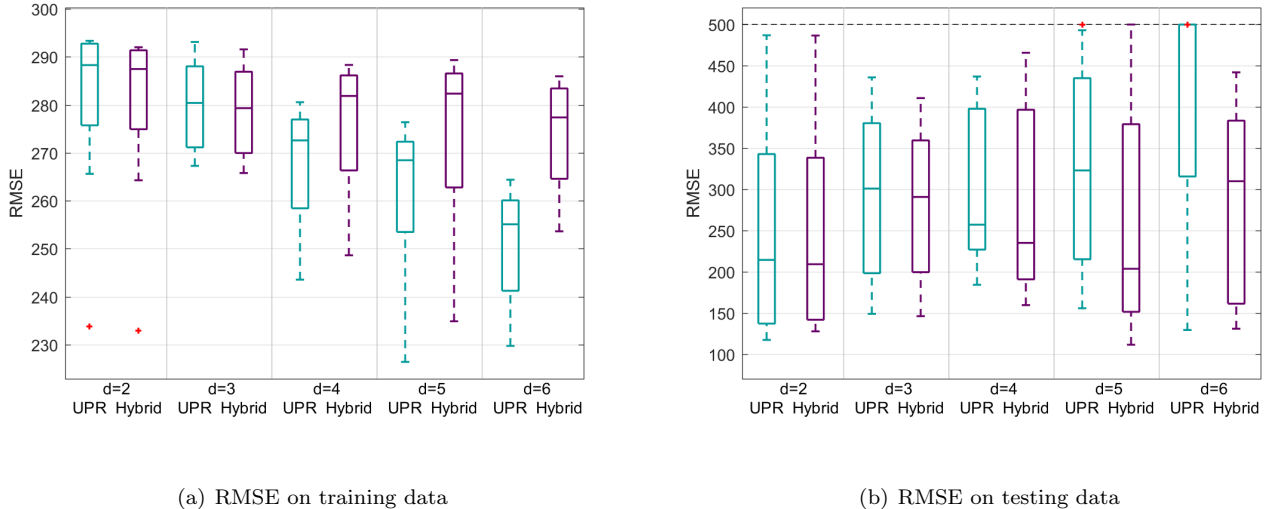 300
290
280
270
260
250
240
230
RMSE
d=2 d=3 d=4 d=5 d=6
UPR Hybrid UPR Hybrid UPR Hybrid UPR Hybrid UPR Hybrid
(a) RMSE on training data
500
450
400
350
300
250
200
150
100
RMSE
d=2 d=3 d=4 d=5 d=6
UPR Hybrid UPR Hybrid UPR Hybrid UPR Hybrid UPR Hybrid
(b) RMSE on testing data